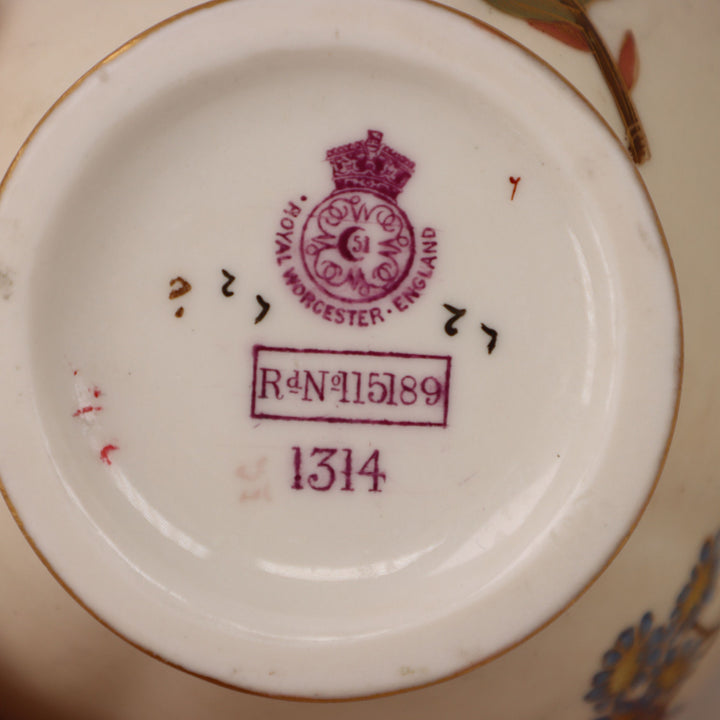 51
· ROYAL WORCESTER · ENGLAND
RdNo115189
1314